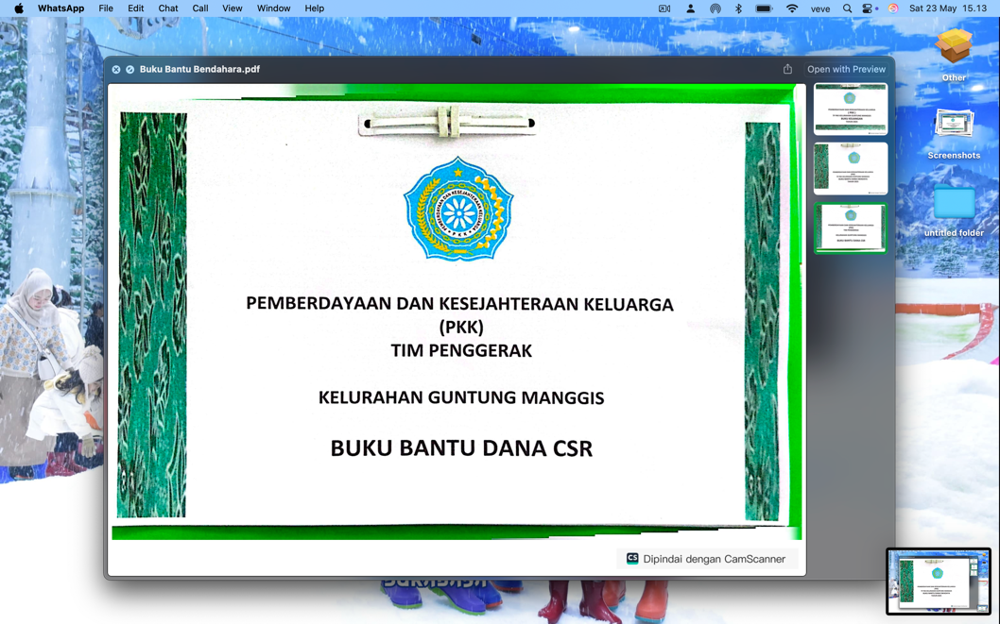 WhatsApp File Edit Chat Call View Window Help veve Sat 23 May 15.13
Buku Bantu Bendahara.pdf Open with Preview
PEMBERDAYAAN DAN KESEJAHTERAAN KELUARGA
(PKK)
TIM PENGGERAK
KELURAHAN GUNTUNG MANGGIS
BUKU BANTU DANA CSR
CS Dipindai dengan CamScanner
Other
Screenshots
untitled folder